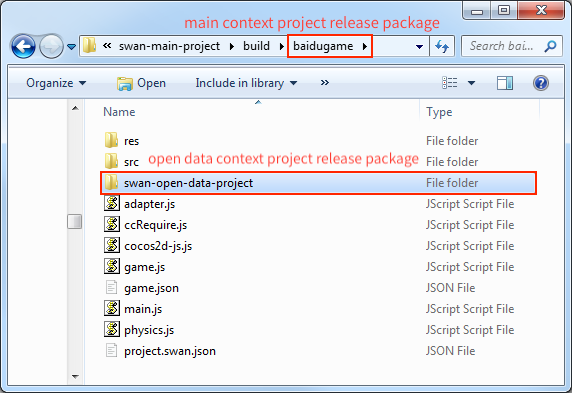 main context project release package
swan-main-project
build
baidugame
Search bai...
Organize
Open
Include in library
»
Name
Type
res
File folder
src
open data context project release package
File folder
swan-open-data-project
File folder
adapter.js
JScript Script File
ccRequire.js
JScript Script File
cocos2d-js.js
JScript Script File
game.js
JScript Script File
game.json
JSON File
main.js
JScript Script File
physics.js
JScript Script File
project.swan.json
JSON File